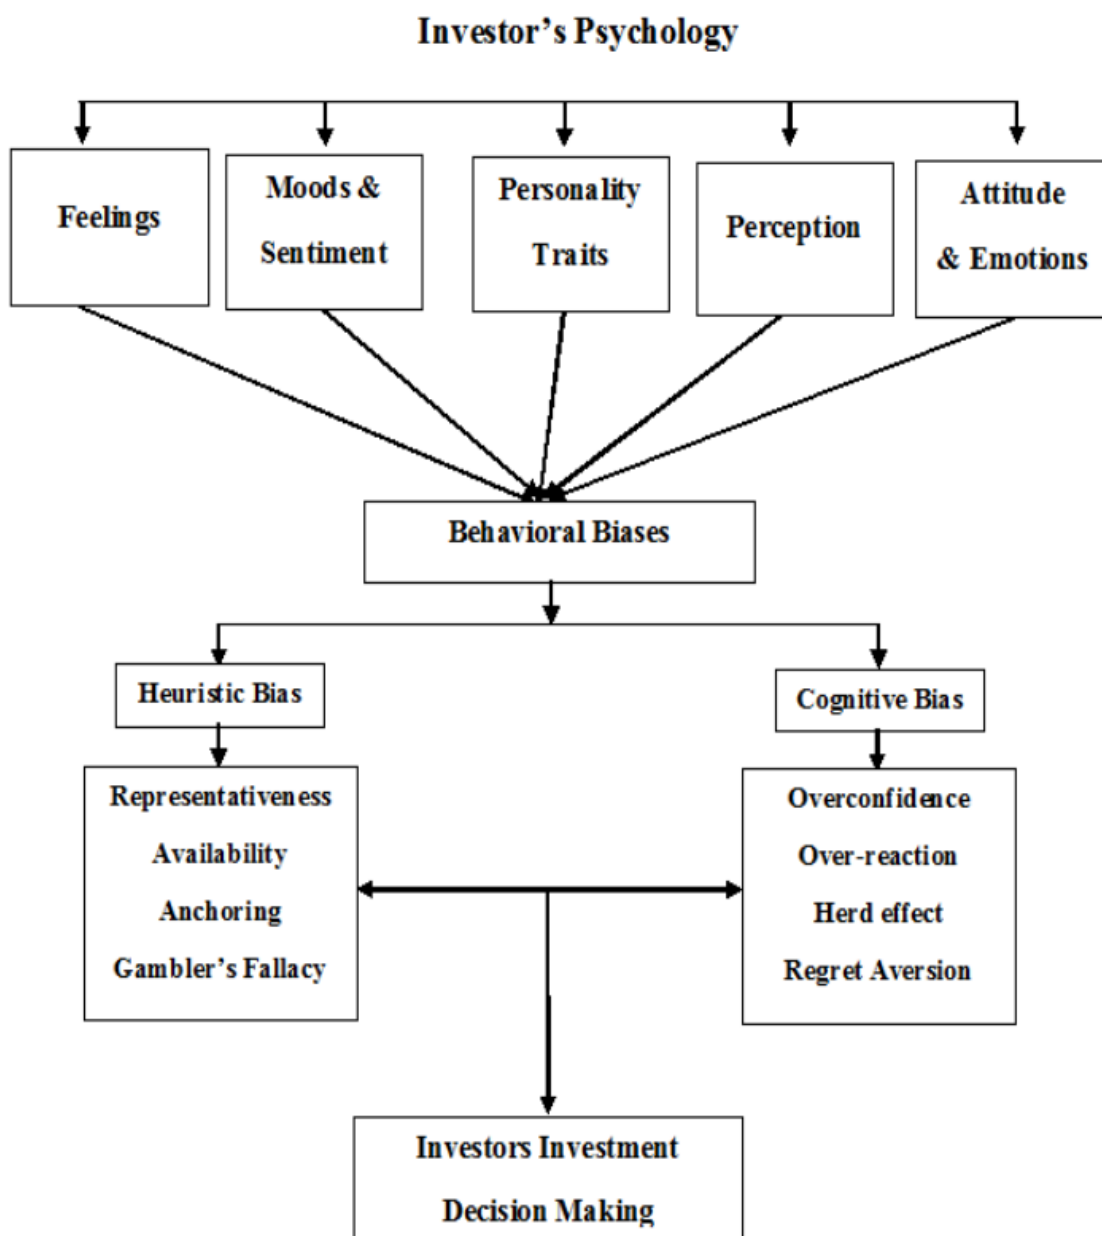 Investor's Psychology
Feelings
Moods &
Sentiment
Personality
Traits
Perception
Attitude
& Emotions
Behavioral Biases
Heuristic Bias
Cognitive Bias
Representativeness
Availability
Anchoring
Gambler's Fallacy
Overconfidence
Over-reaction
Herd effect
Regret Aversion
Investors Investment
Decision Making